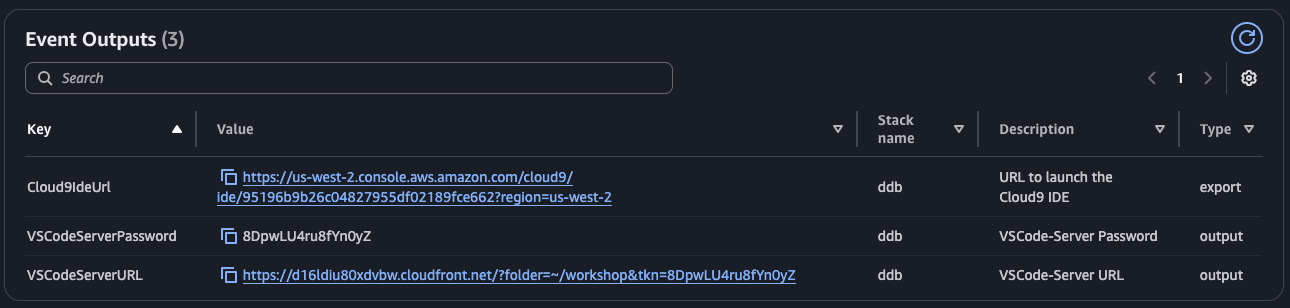 Event Outputs (3)
Search
1
Key Value Stack name Description Type
Cloud9IdeUrl https://us-west-2.console.aws.amazon.com/cloud9/ide/95196b9b26c04827955df02189fce662?region=us-west-2 ddb URL to launch the Cloud9 IDE export
VSCodeServerPassword 8DpwLU4ru8fYn0yZ ddb VSCode-Server Password output
VSCodeServerURL https://d16ldiu80xdvbw.cloudfront.net/?folder=~/workshop&tkn=8DpwLU4ru8fYn0yZ ddb VSCode-Server URL output